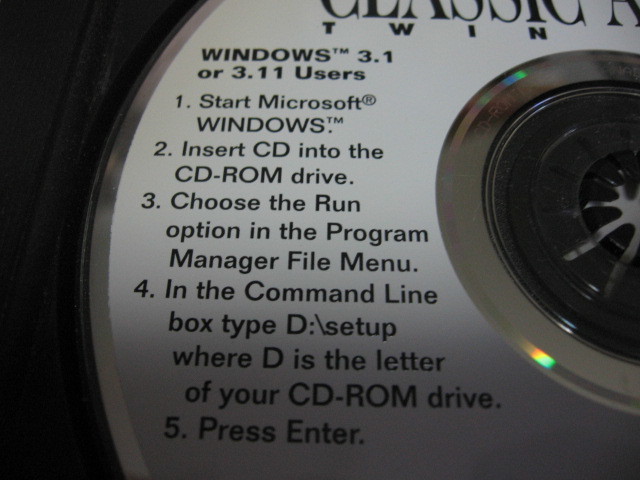 CLASSIC
TWIN
WINDOWS™ 3.1
or 3.11 Users
1. Start Microsoft®
WINDOWS.™
2. Insert CD into the
CD-ROM drive.
3. Choose the Run
option in the Program
Manager File Menu.
4. In the Command Line
box type D:\setup
where D is the letter
of your CD-ROM drive.
5. Press Enter.